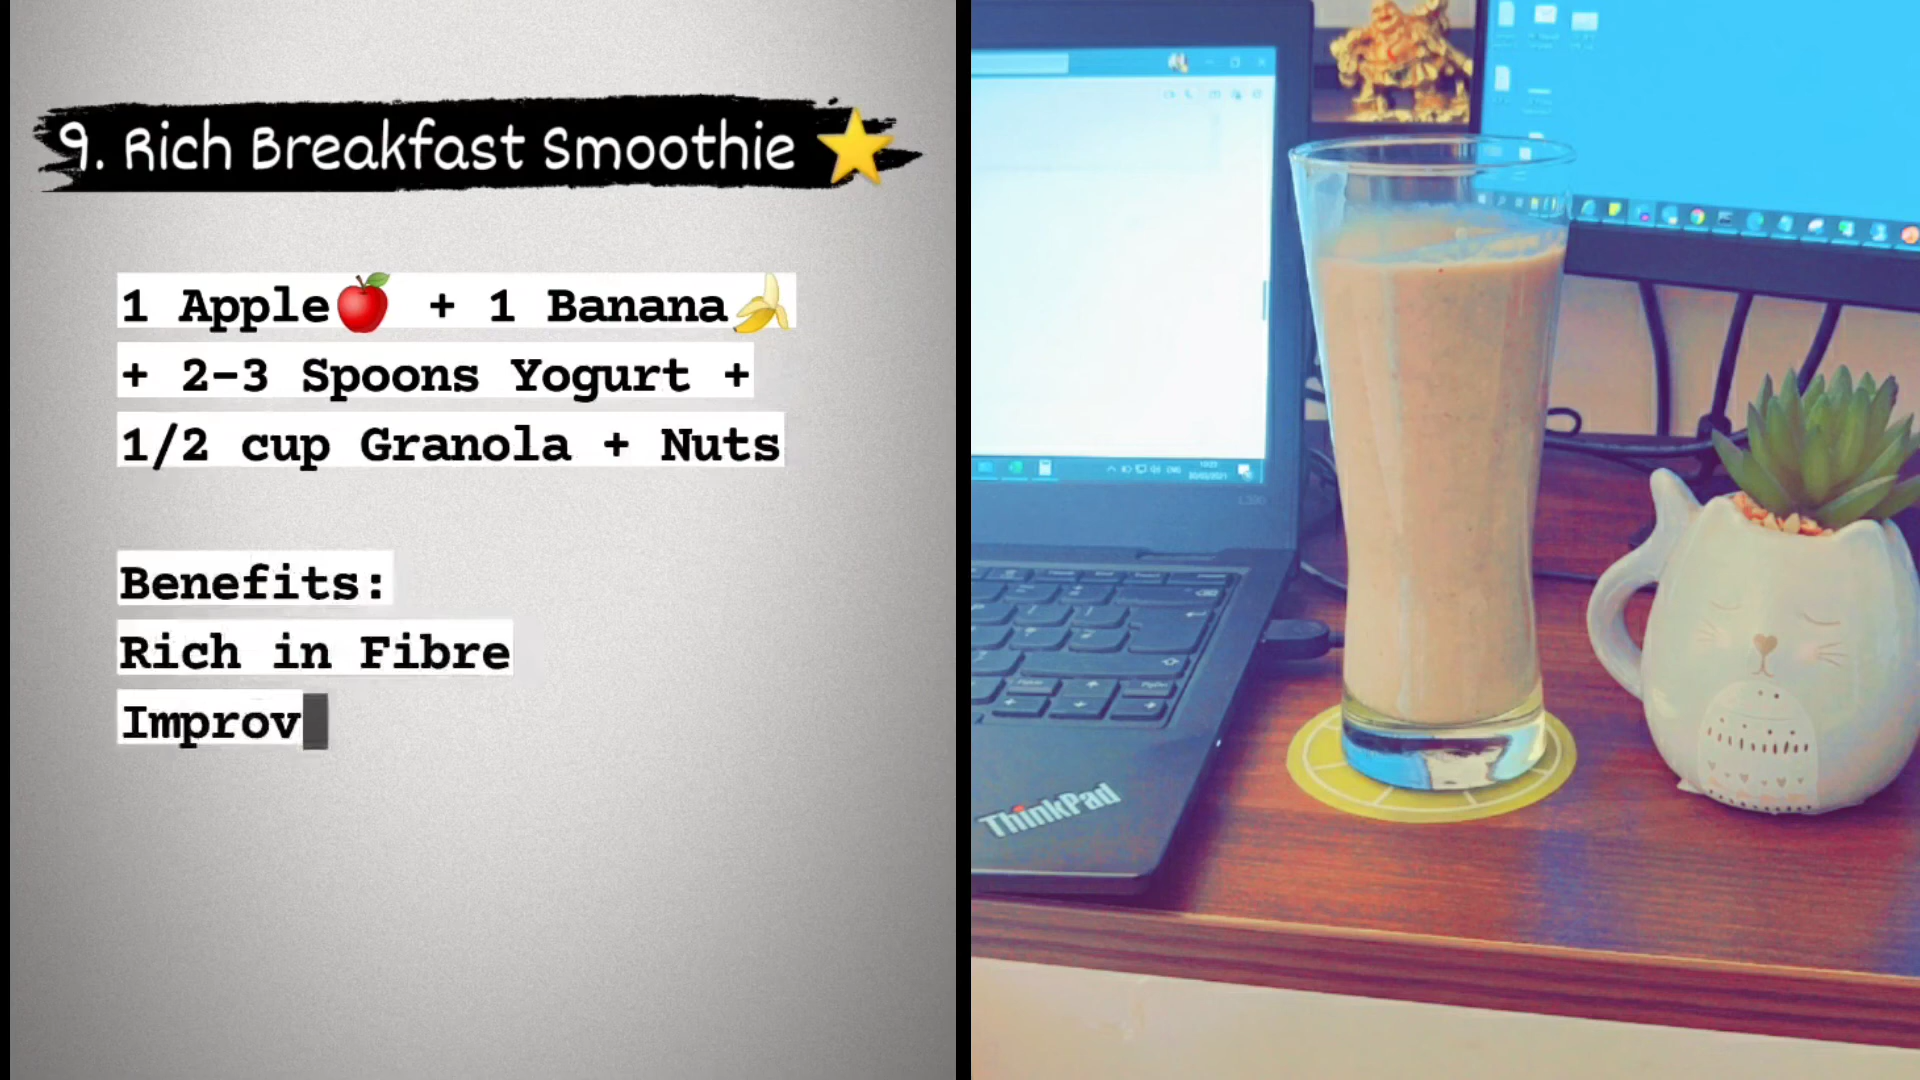 9. Rich Breakfast Smoothie ⭐
1 Apple🍎 + 1 Banana🍌
+ 2-3 Spoons Yogurt +
1/2 cup Granola + Nuts
Benefits:
Rich in Fibre
Improv
ThinkPad
L390